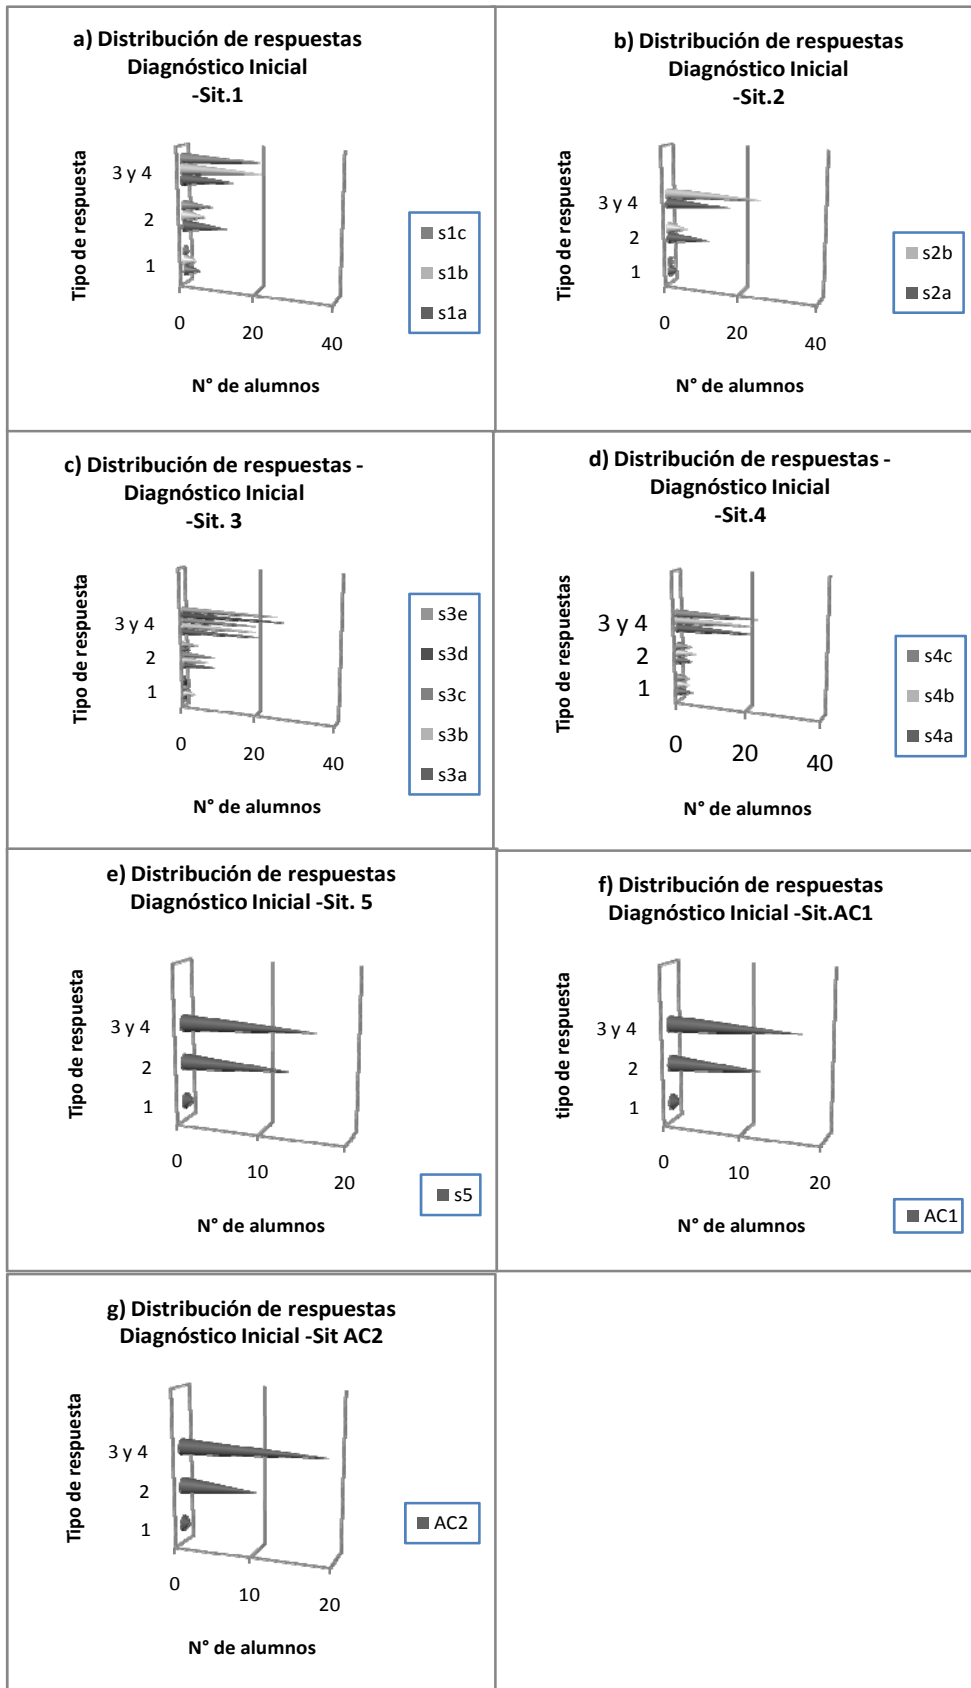 a) Distribución de respuestas
Diagnóstico Inicial
-Sit.1
Tipo de respuesta
3 y 4
2
1
0
20
40
N° de alumnos
s1c
s1b
s1a
b) Distribución de respuestas
Diagnóstico Inicial
-Sit.2
Tipo de respuesta
3 y 4
2
1
0
20
40
N° de alumnos
s2b
s2a
c) Distribución de respuestas -
Diagnóstico Inicial
-Sit. 3
Tipo de respuesta
3 y 4
2
1
0
20
40
N° de alumnos
s3e
s3d
s3c
s3b
s3a
d) Distribución de respuestas -
Diagnóstico Inicial
-Sit.4
Tipo de respuestas
3 y 4
2
1
0
20
40
N° de alumnos
s4c
s4b
s4a
e) Distribución de respuestas
Diagnóstico Inicial -Sit. 5
Tipo de respuesta
3 y 4
2
1
0
10
20
N° de alumnos
s5
f) Distribución de respuestas
Diagnóstico Inicial -Sit.AC1
tipo de respuesta
3 y 4
2
1
0
10
20
N° de alumnos
AC1
g) Distribución de respuestas
Diagnóstico Inicial -Sit AC2
Tipo de respuesta
3 y 4
2
1
0
10
20
N° de alumnos
AC2